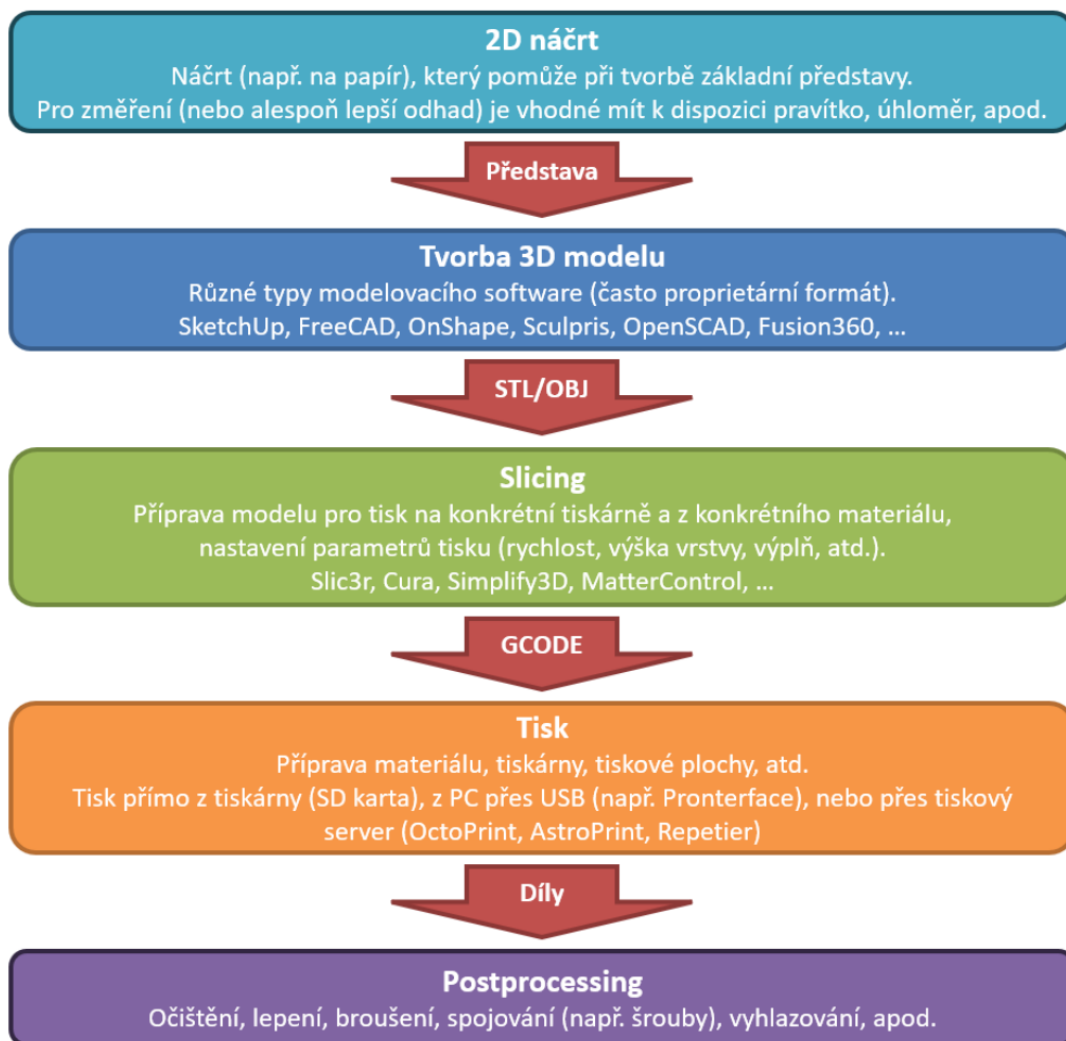 2D náčrt
Náčrt (např. na papír), který pomůže při tvorbě základní představy.
Pro změření (nebo alespoň lepší odhad) je vhodné mít k dispozici pravítko, úhloměr, apod.
Představa
Tvorba 3D modelu
Různé typy modelovacího software (často proprietární formát).
SketchUp, FreeCAD, OnShape, Sculpris, OpenSCAD, Fusion360, ...
STL/OBJ
Slicing
Příprava modelu pro tisk na konkrétní tiskárně a z konkrétního materiálu,
nastavení parametrů tisku (rychlost, výška vrstvy, výplň, atd.).
Slic3r, Cura, Simplify3D, MatterControl, ...
GCODE
Tisk
Příprava materiálu, tiskárny, tiskové plochy, atd.
Tisk přímo z tiskárny (SD karta), z PC přes USB (např. Pronterface), nebo přes tiskový
server (OctoPrint, AstroPrint, Repetier)
Díly
Postprocessing
Očištění, lepení, broušení, spojování (např. šrouby), vyhlazování, apod.